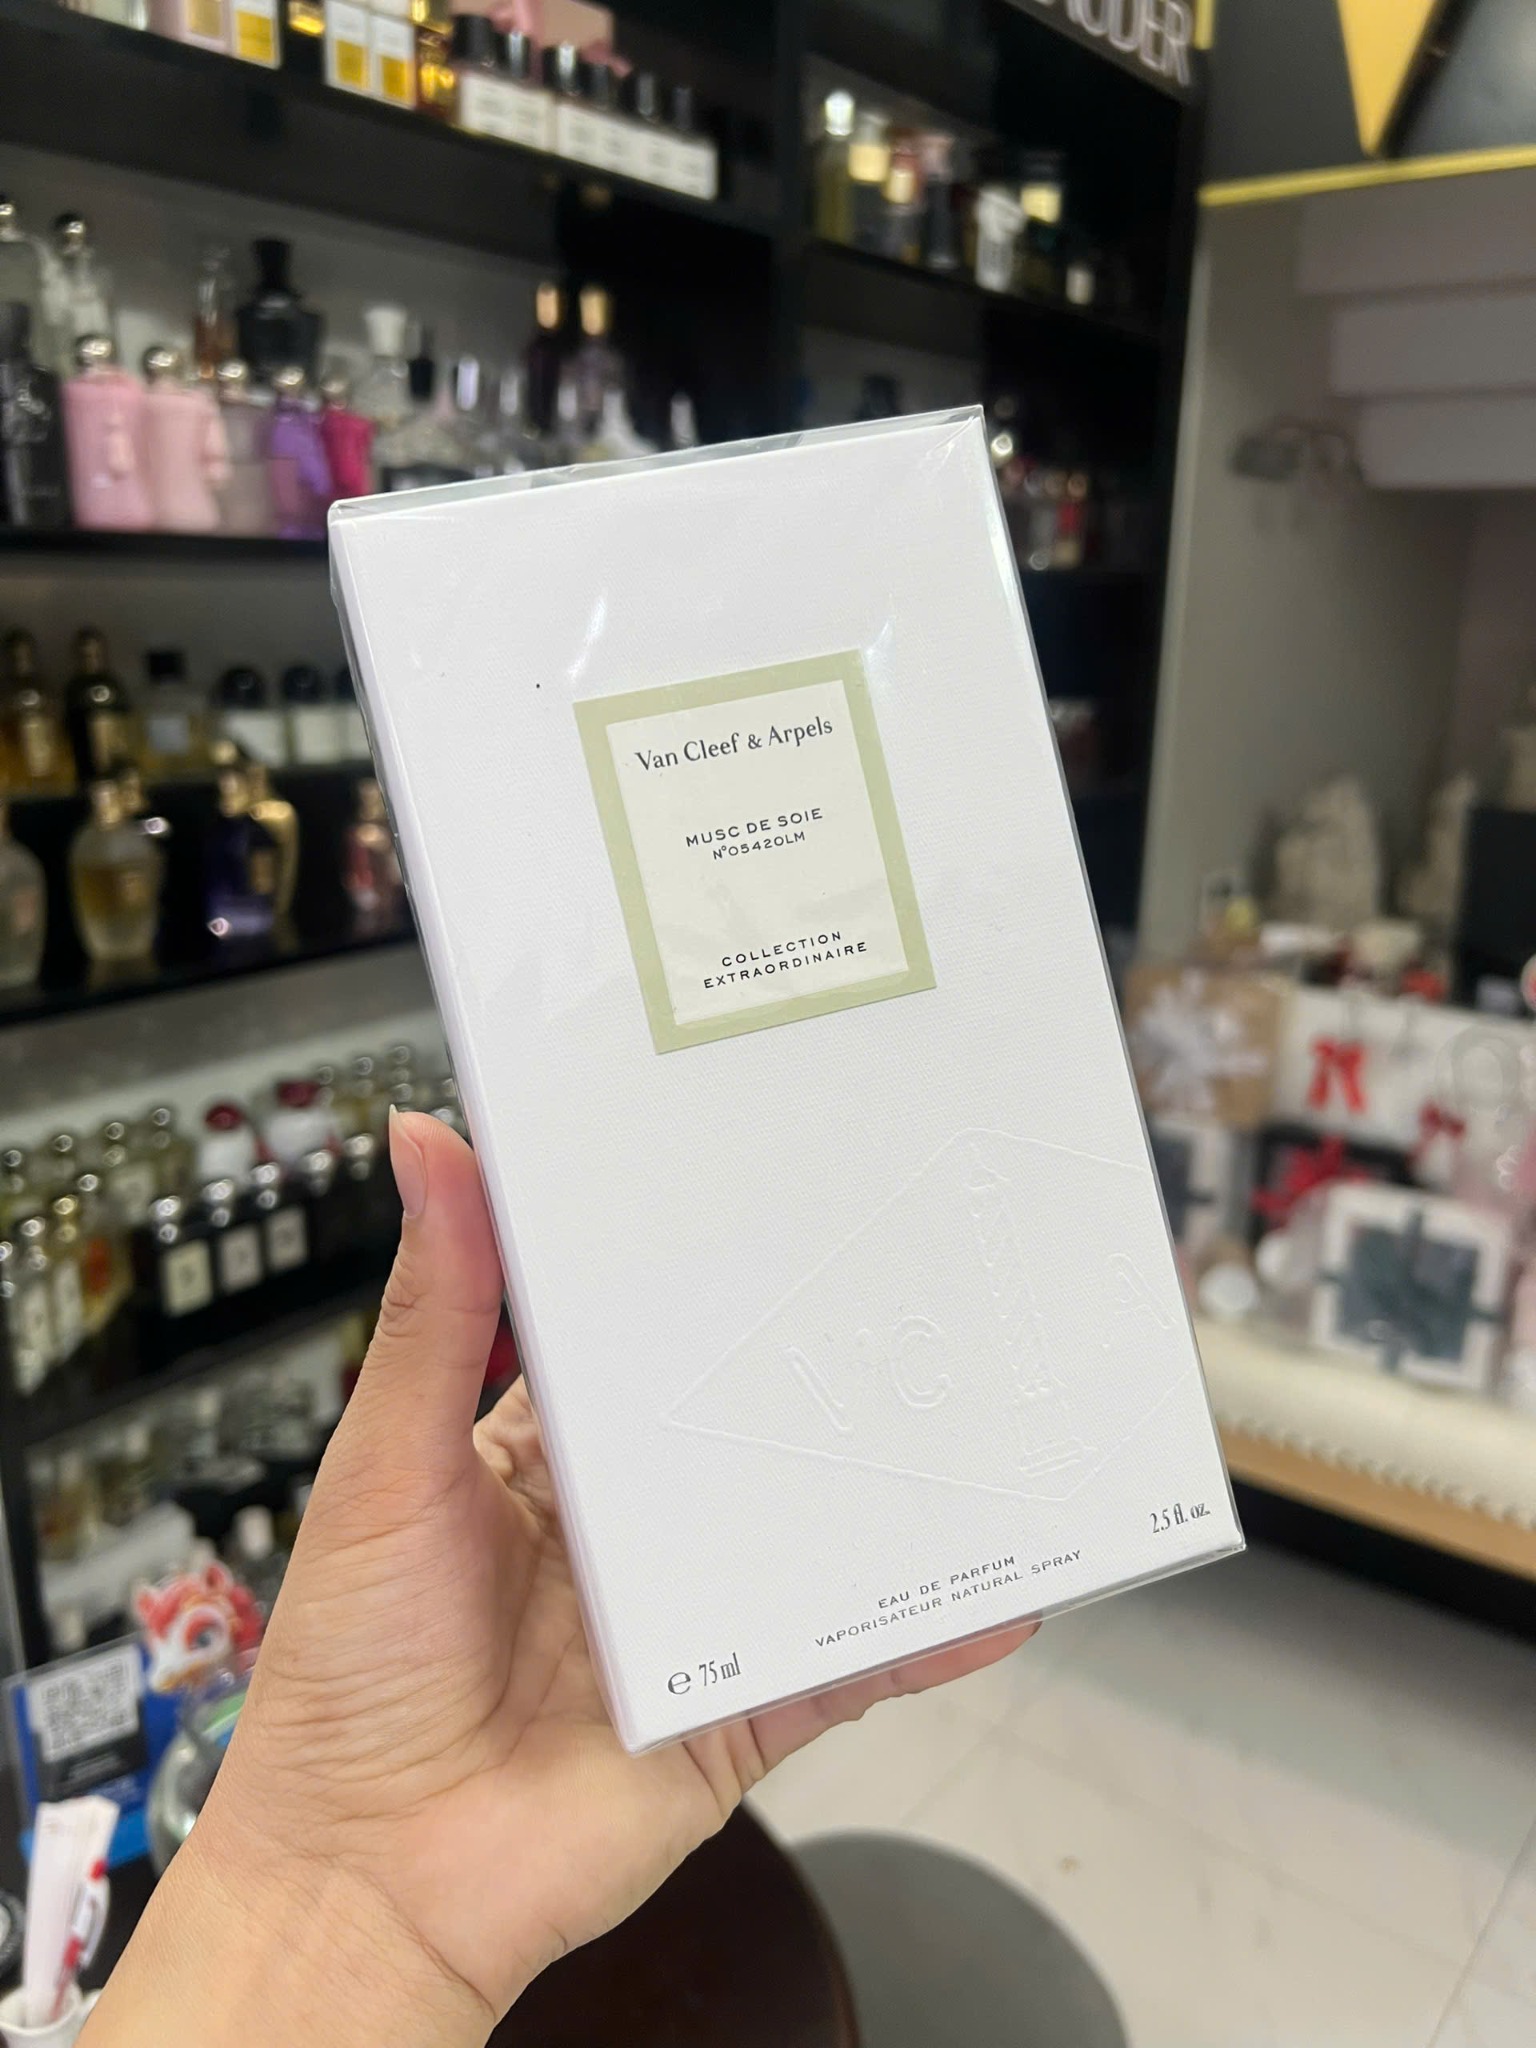 AUDER
Van Cleef & Arpels
MUSC DE SOIE
N°05420LM
COLLECTION
EXTRAORDINAIRE
V C A
2.5 fl. oz.
EAU DE PARFUM
VAPORISATEUR NATURAL SPRAY
℮ 75 ml